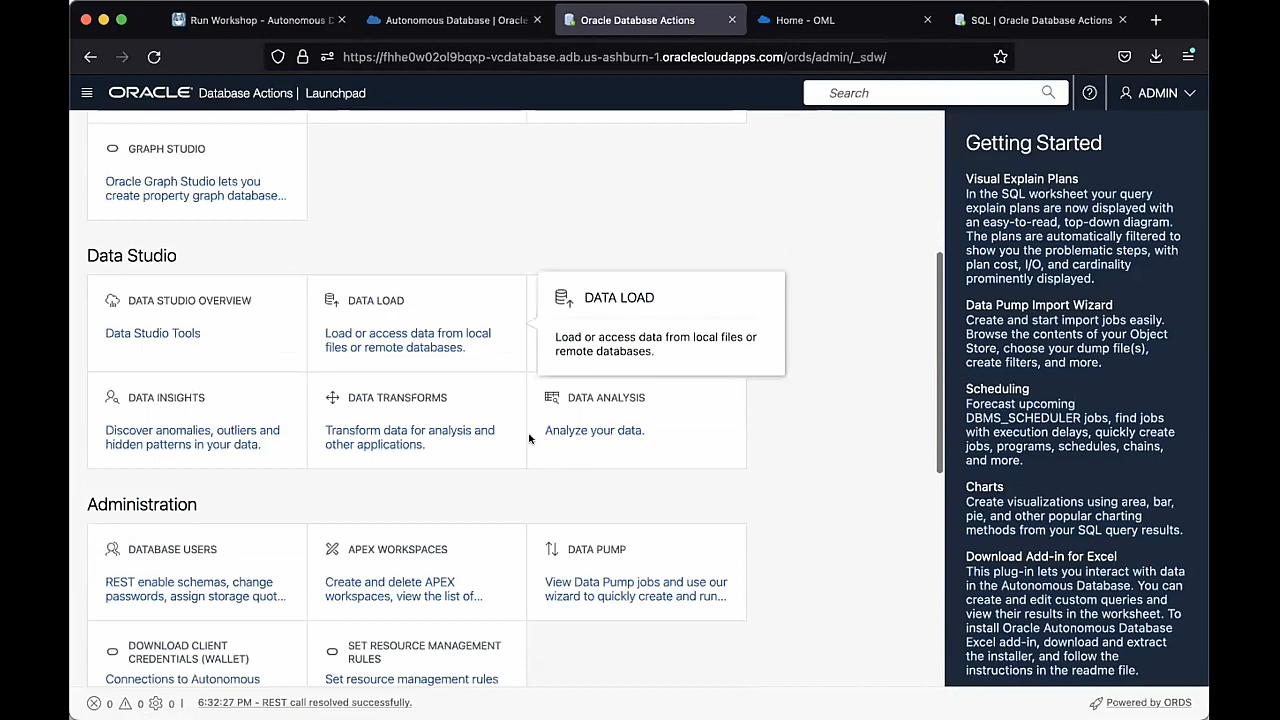 Run Workshop - Autonomous D
Autonomous Database | Oracle
Oracle Database Actions
Home - OML
SQL | Oracle Database Actions
https://fhhe0w02ol9bqxp-vcdatabase.adb.us-ashburn-1.oraclecloudapps.com/ords/admin/_sdw/
ORACLE Database Actions | Launchpad
Search
ADMIN
GRAPH STUDIO
Oracle Graph Studio lets you
create property graph database...
Data Studio
DATA STUDIO OVERVIEW
Data Studio Tools
DATA LOAD
Load or access data from local
files or remote databases.
DATA LOAD
Load or access data from local files or
remote databases.
DATA INSIGHTS
Discover anomalies, outliers and
hidden patterns in your data.
DATA TRANSFORMS
Transform data for analysis and
other applications.
DATA ANALYSIS
Analyze your data.
Administration
DATABASE USERS
REST enable schemas, change
passwords, assign storage quot...
APEX WORKSPACES
Create and delete APEX
workspaces, view the list of...
DATA PUMP
View Data Pump jobs and use our
wizard to quickly create and run...
DOWNLOAD CLIENT
CREDENTIALS (WALLET)
Connections to Autonomous
SET RESOURCE MANAGEMENT
RULES
Set resource management rules
Getting Started
Visual Explain Plans
In the SQL worksheet your query
explain plans are now displayed with
an easy-to-read, top-down diagram.
The plans are automatically filtered to
show you the problematic steps, with
plan cost, I/O, and cardinality
prominently displayed.
Data Pump Import Wizard
Create and start import jobs easily.
Browse the contents of your Object
Store, choose your dump file(s),
create filters, and more.
Scheduling
Forecast upcoming
DBMS_SCHEDULER jobs, find jobs
with execution delays, quickly create
jobs, programs, schedules, chains,
and more.
Charts
Create visualizations using area, bar,
pie, and other popular charting
methods from your SQL query results.
Download Add-in for Excel
This plug-in lets you interact with data
in the Autonomous Database. You can
create and edit custom queries and
view their results in the worksheet. To
install Oracle Autonomous Database
Excel add-in, download and extract
the installer, and follow the
instructions in the readme file.
0 0 0 | 6:32:27 PM - REST call resolved successfully.
Powered by ORDS